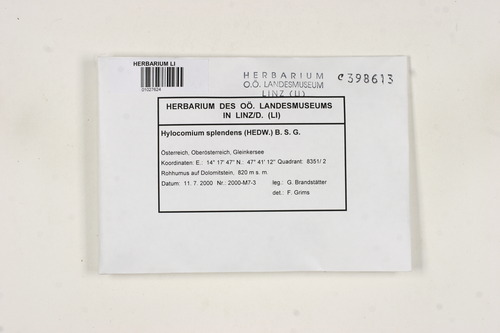 HERBARIUM LI
01027624
HERBARIUM
O.Ö. LANDESMUSEUM
LINZ (LI)
c 398613
HERBARIUM DES OÖ. LANDESMUSEUMS
IN LINZ/D. (LI)
Hylocomium splendens (HEDW.) B. S. G.
Österreich, Oberösterreich, Gleinkersee
Koordinaten: E.: 14° 17' 47" N.: 47° 41' 12" Quadrant: 8351/ 2
Rohhumus auf Dolomitstein, 820 m s. m.
Datum: 11. 7. 2000 Nr.: 2000-M7-3 leg.: G. Brandstätter
det.: F. Grims